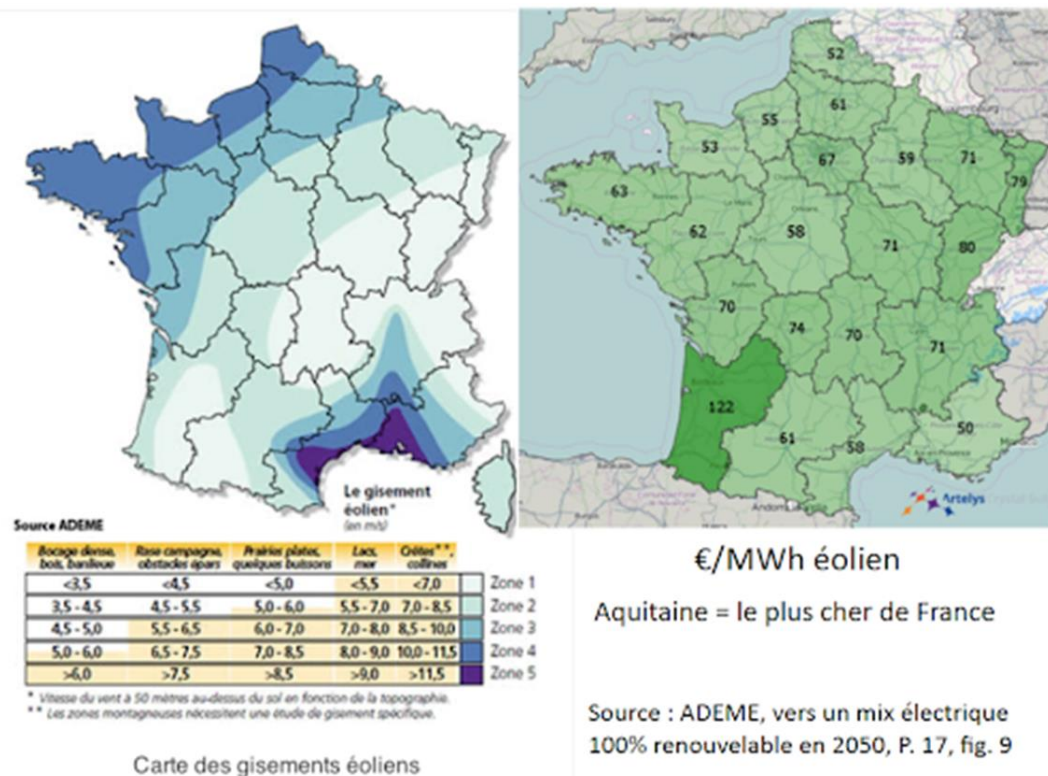 Le gisement
éolien*
(en m/s)
Source ADEME
Bocage dense, bois, banlieue | Rase campagne, obstacles épars | Prairies plates, quelques buissons | Lacs, mer | Crêtes**, collines
<3,5 <4,5 <5,0 <5,5 <7,0 Zone 1
3,5 - 4,5 4,5 - 5,5 5,0 - 6,0 5,5 - 7,0 7,0 - 8,5 Zone 2
4,5 - 5,0 5,5 - 6,5 6,0 - 7,0 7,0 - 8,0 8,5 - 10,0 Zone 3
5,0 - 6,0 6,5 - 7,5 7,0 - 8,5 8,0 - 9,0 10,0 - 11,5 Zone 4
>6,0 >7,5 >8,5 >9,0 >11,5 Zone 5
* Vitesse du vent à 50 mètres au-dessus du sol en fonction de la topographie.
** Les zones montagneuses nécessitent une étude de gisement spécifique.
Carte des gisements éoliens
52
61
55
53
67
59
71
79
63
62
58
71
80
70
74
70
71
122
61
58
50
Artelys
€/MWh éolien
Aquitaine = le plus cher de France
Source : ADEME, vers un mix électrique
100% renouvelable en 2050, P. 17, fig. 9